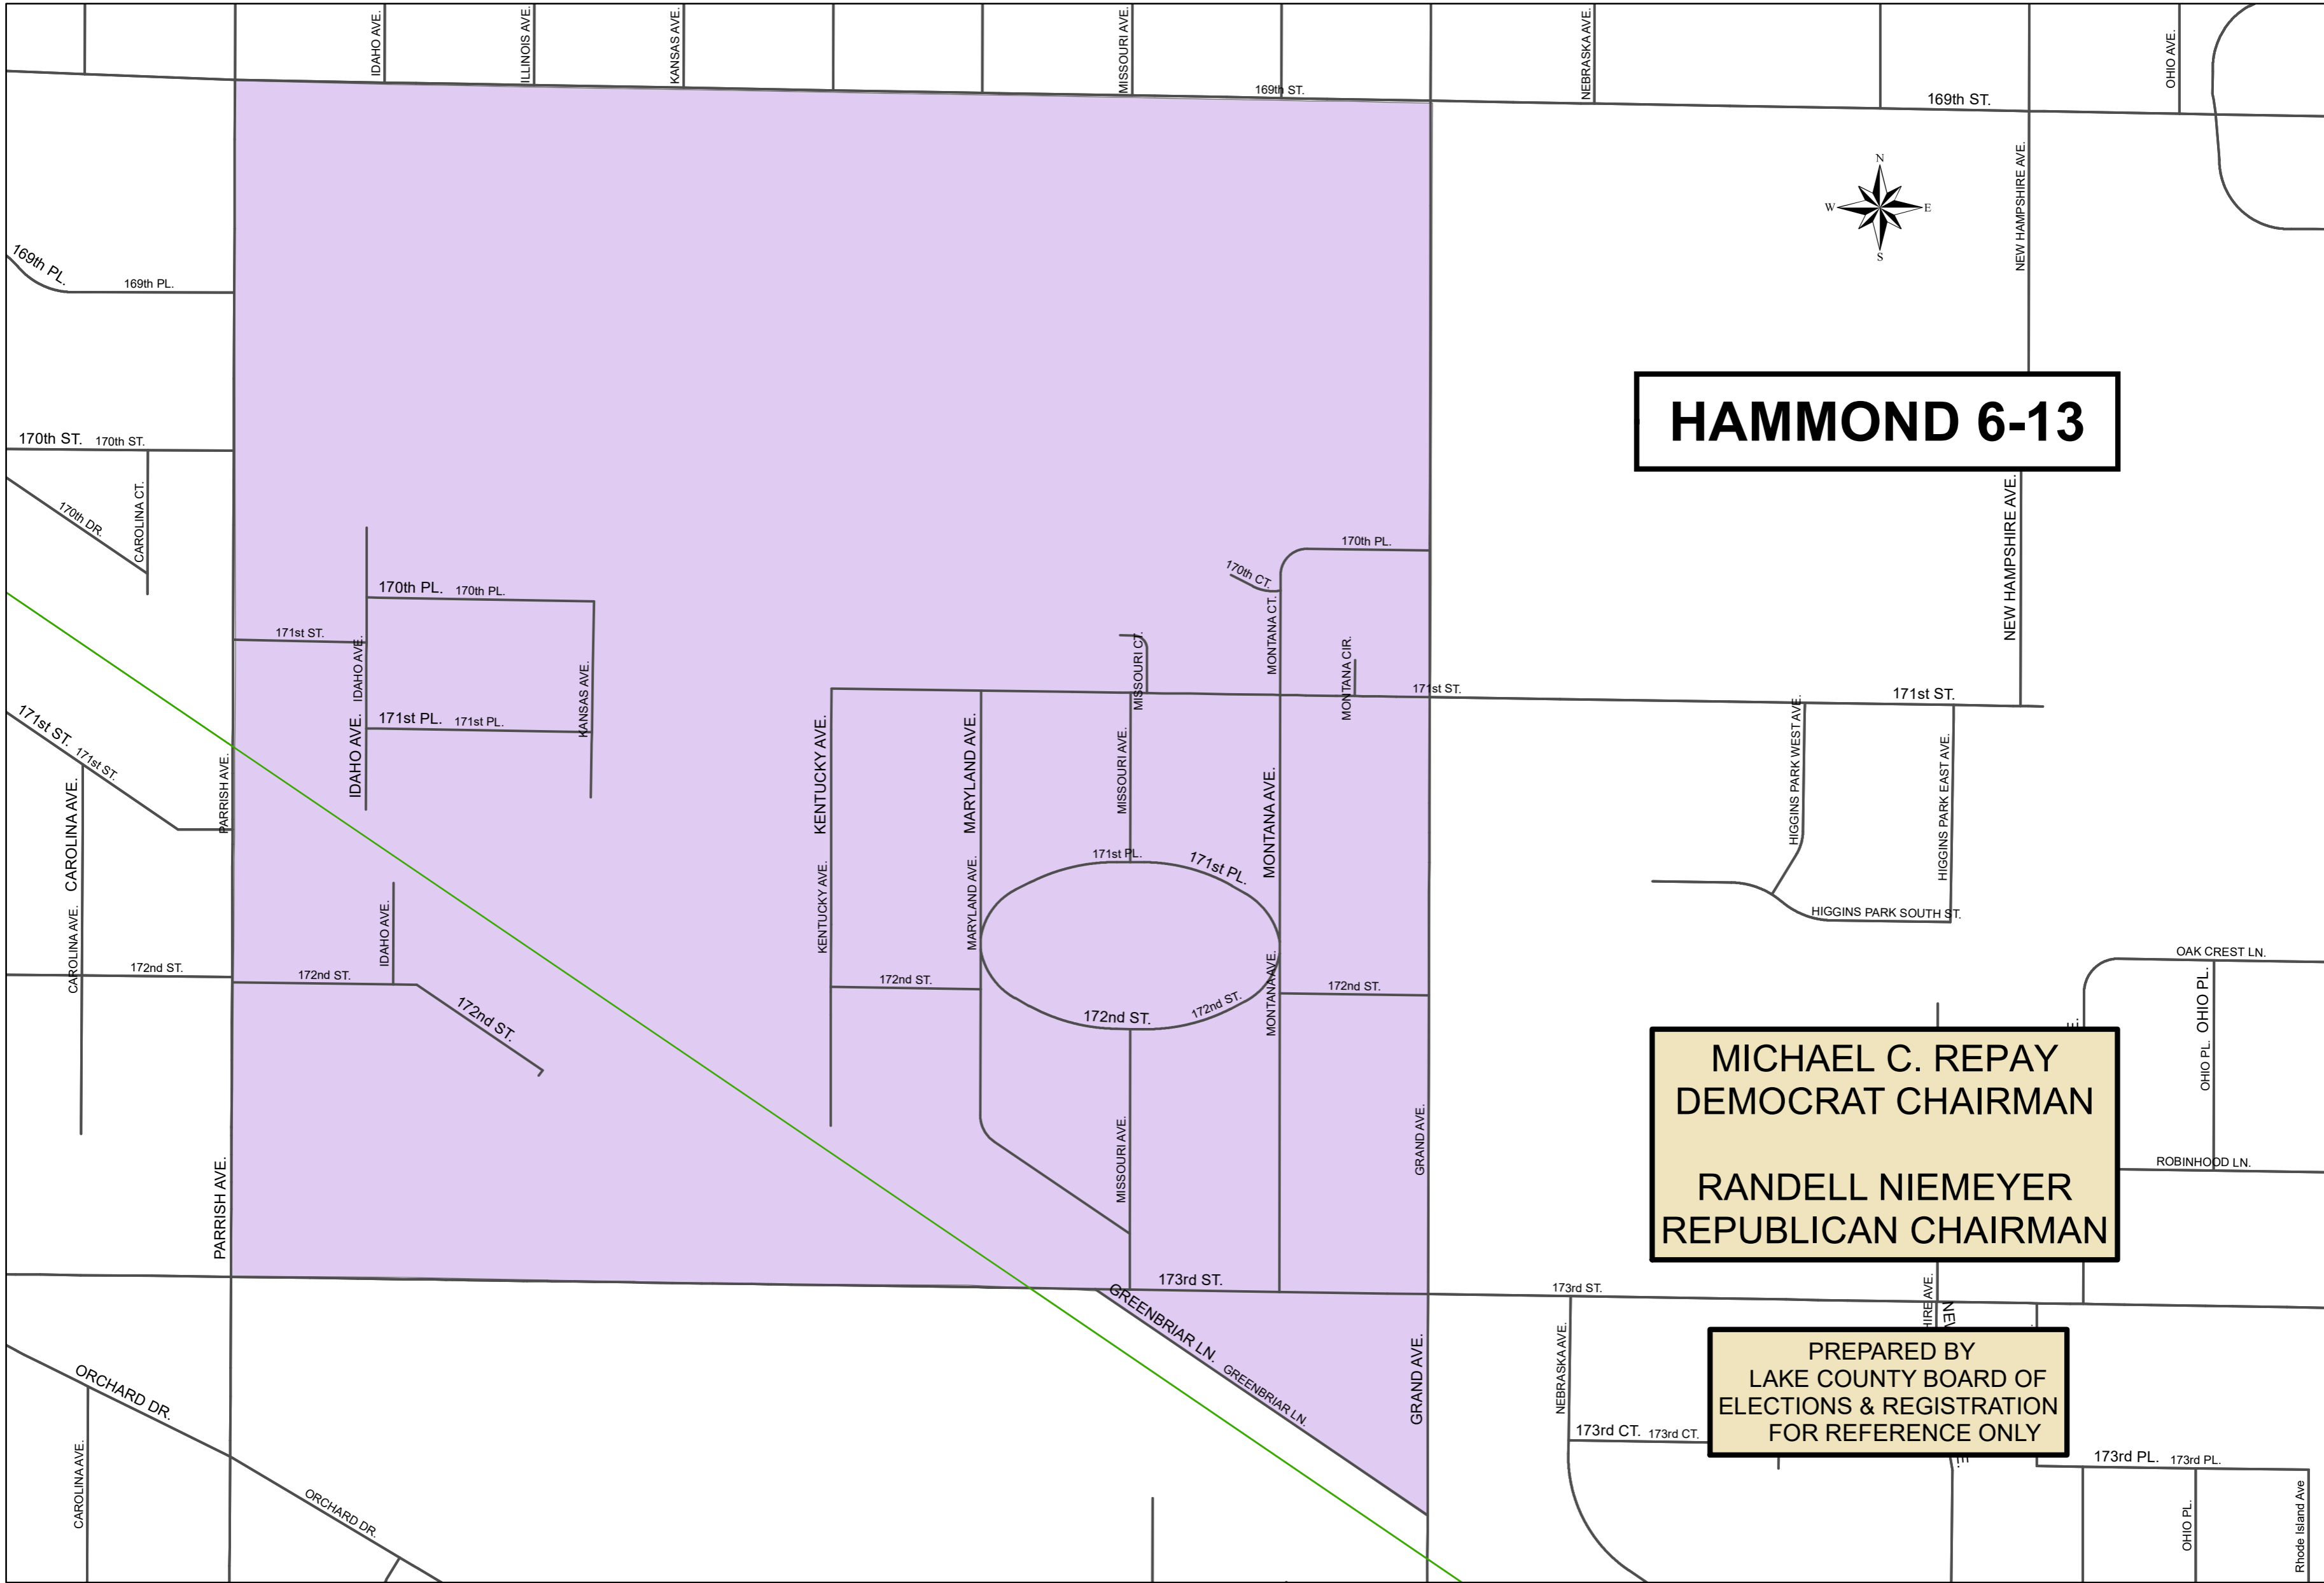 IDAHO AVE.
ILLINOIS AVE.
KANSAS AVE.
MISSOURI AVE.
NEBRASKA AVE.
OHIO AVE.
169th ST.
169th ST.
N
W
E
S
NEW HAMPSHIRE AVE.
169th PL.
169th PL.
HAMMOND 6-13
170th ST.
170th ST.
170th DR.
CAROLINA CT.
NEW HAMPSHIRE AVE.
170th PL.
170th CT.
170th PL.
170th PL.
171st ST.
IDAHO AVE.
KANSAS AVE.
MISSOURI CT.
MONTANA CT.
MONTANA CIR.
171st ST.
171st ST.
171st ST.
171st ST.
IDAHO AVE.
171st PL.
171st PL.
KENTUCKY AVE.
MARYLAND AVE.
MISSOURI AVE.
MONTANA AVE.
HIGGINS PARK WEST AVE.
HIGGINS PARK EAST AVE.
PARRISH AVE.
CAROLINA AVE.
171st PL.
171st PL.
KENTUCKY AVE.
MARYLAND AVE.
HIGGINS PARK SOUTH ST.
CAROLINA AVE.
172nd ST.
172nd ST.
IDAHO AVE.
172nd ST.
172nd ST.
172nd ST.
172nd ST.
MONTANA AVE.
172nd ST.
OAK CREST LN.
OHIO PL.
OHIO PL.
E.
MICHAEL C. REPAY
DEMOCRAT CHAIRMAN
RANDELL NIEMEYER
REPUBLICAN CHAIRMAN
ROBINHOOD LN.
PARRISH AVE.
MISSOURI AVE.
GRAND AVE.
173rd ST.
173rd ST.
GREENBRIAR LN.
GREENBRIAR LN.
GRAND AVE.
NEBRASKA AVE.
HIRE AVE.
NEW
PREPARED BY
LAKE COUNTY BOARD OF
ELECTIONS & REGISTRATION
FOR REFERENCE ONLY
173rd CT.
173rd CT.
E.
173rd PL.
173rd PL.
ORCHARD DR.
CAROLINA AVE.
ORCHARD DR.
OHIO PL.
Rhode Island Ave